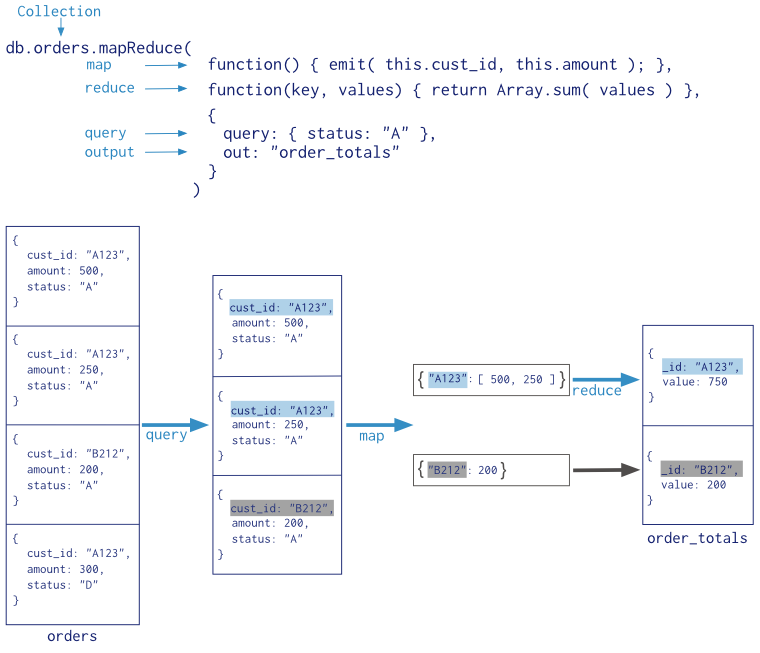 Collection
db.orders.mapReduce(
map function() { emit( this.cust_id, this.amount ); },
reduce function(key, values) { return Array.sum( values ) },
{
query query: { status: "A" },
output out: "order_totals"
}
)
{
cust_id: "A123",
amount: 500,
status: "A"
}
{
cust_id: "A123",
amount: 250,
status: "A"
}
{
cust_id: "B212",
amount: 200,
status: "A"
}
{
cust_id: "A123",
amount: 300,
status: "D"
}
orders
query
{
cust_id: "A123",
amount: 500,
status: "A"
}
{
cust_id: "A123",
amount: 250,
status: "A"
}
{
cust_id: "B212",
amount: 200,
status: "A"
}
map
{ "A123": [ 500, 250 ] }
{ "B212": 200 }
reduce
{
_id: "A123",
value: 750
}
{
_id: "B212",
value: 200
}
order_totals